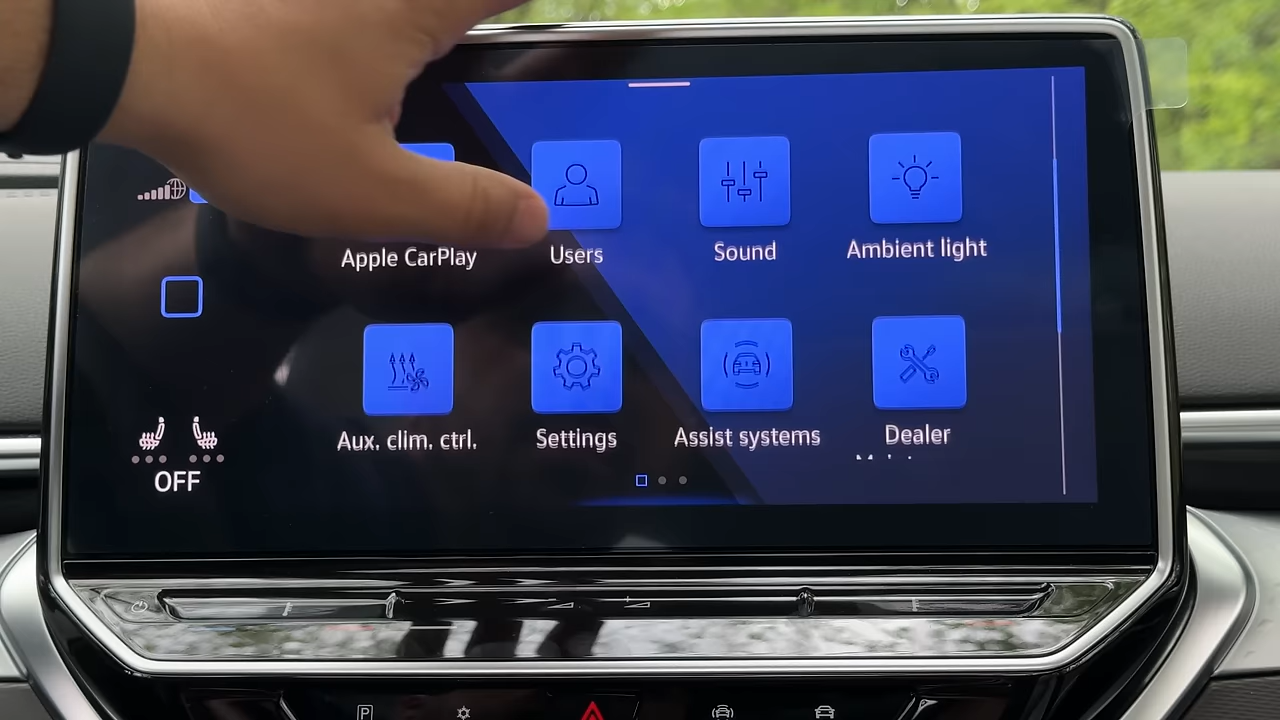 Apple CarPlay
Users
Sound
Ambient light
Aux. clim. ctrl.
Settings
Assist systems
Dealer
OFF
P